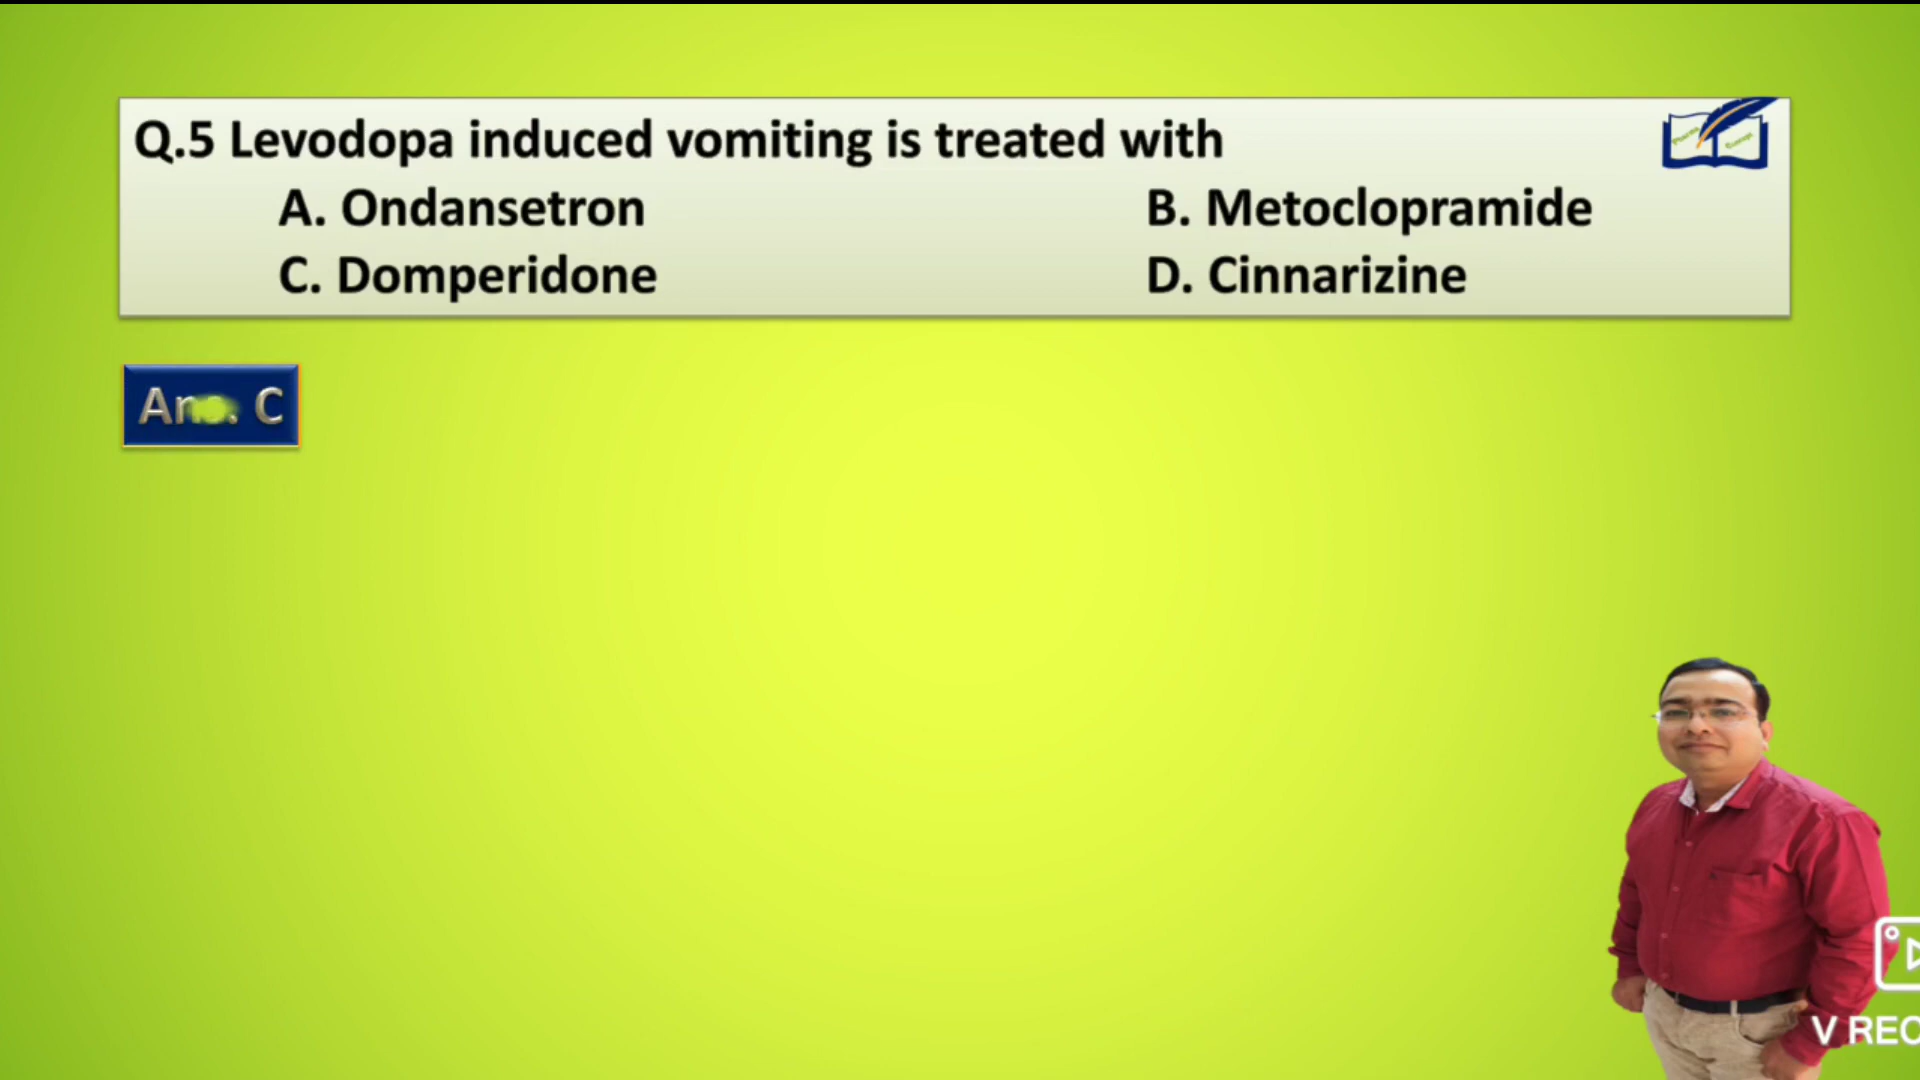 Q.5 Levodopa induced vomiting is treated with
A. Ondansetron B. Metoclopramide
C. Domperidone D. Cinnarizine
Ans. C
V REC